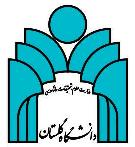 وزارت علوم، تحقیقات و فناوری
دانشگاه گلستان